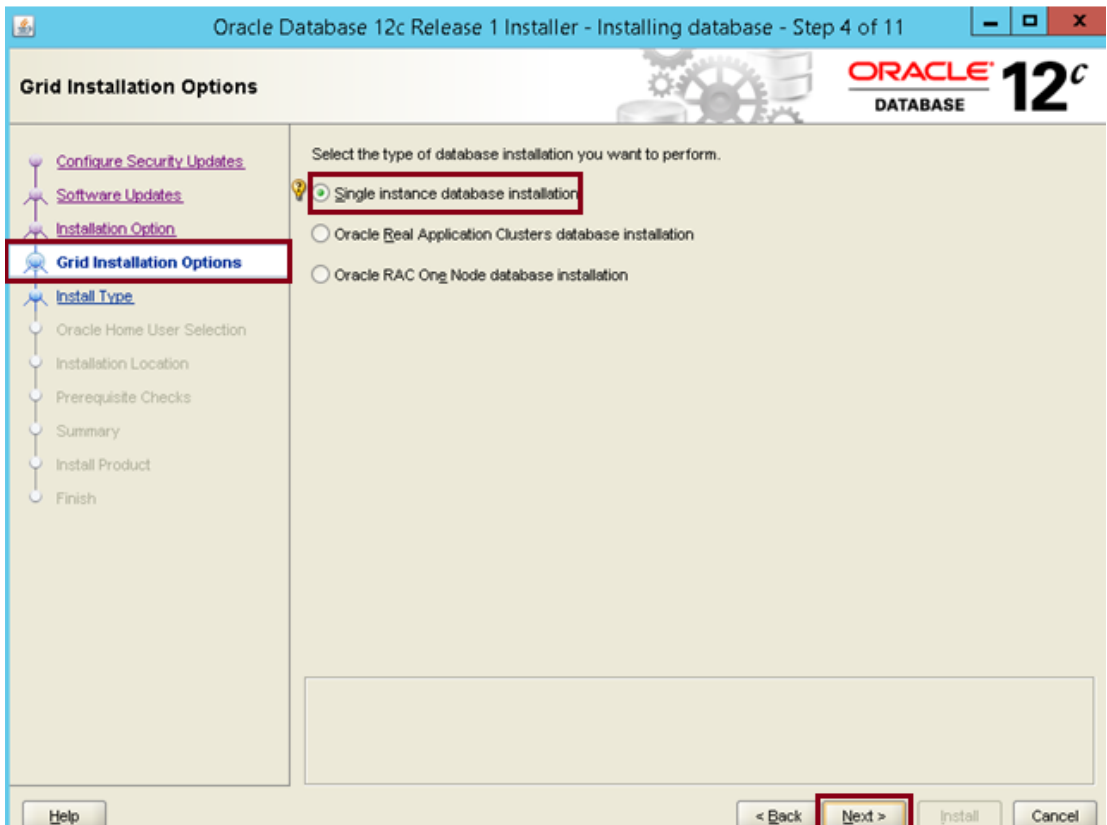 Oracle Database 12c Release 1 Installer - Installing database - Step 4 of 11
Grid Installation Options
ORACLE
DATABASE
12c
Configure Security Updates
Software Updates
Installation Option
Grid Installation Options
Install Type
Oracle Home User Selection
Installation Location
Prerequisite Checks
Summary
Install Product
Finish
Select the type of database installation you want to perform.
Single instance database installation
Oracle Real Application Clusters database installation
Oracle RAC One Node database installation
Help
< Back
Next >
Install
Cancel